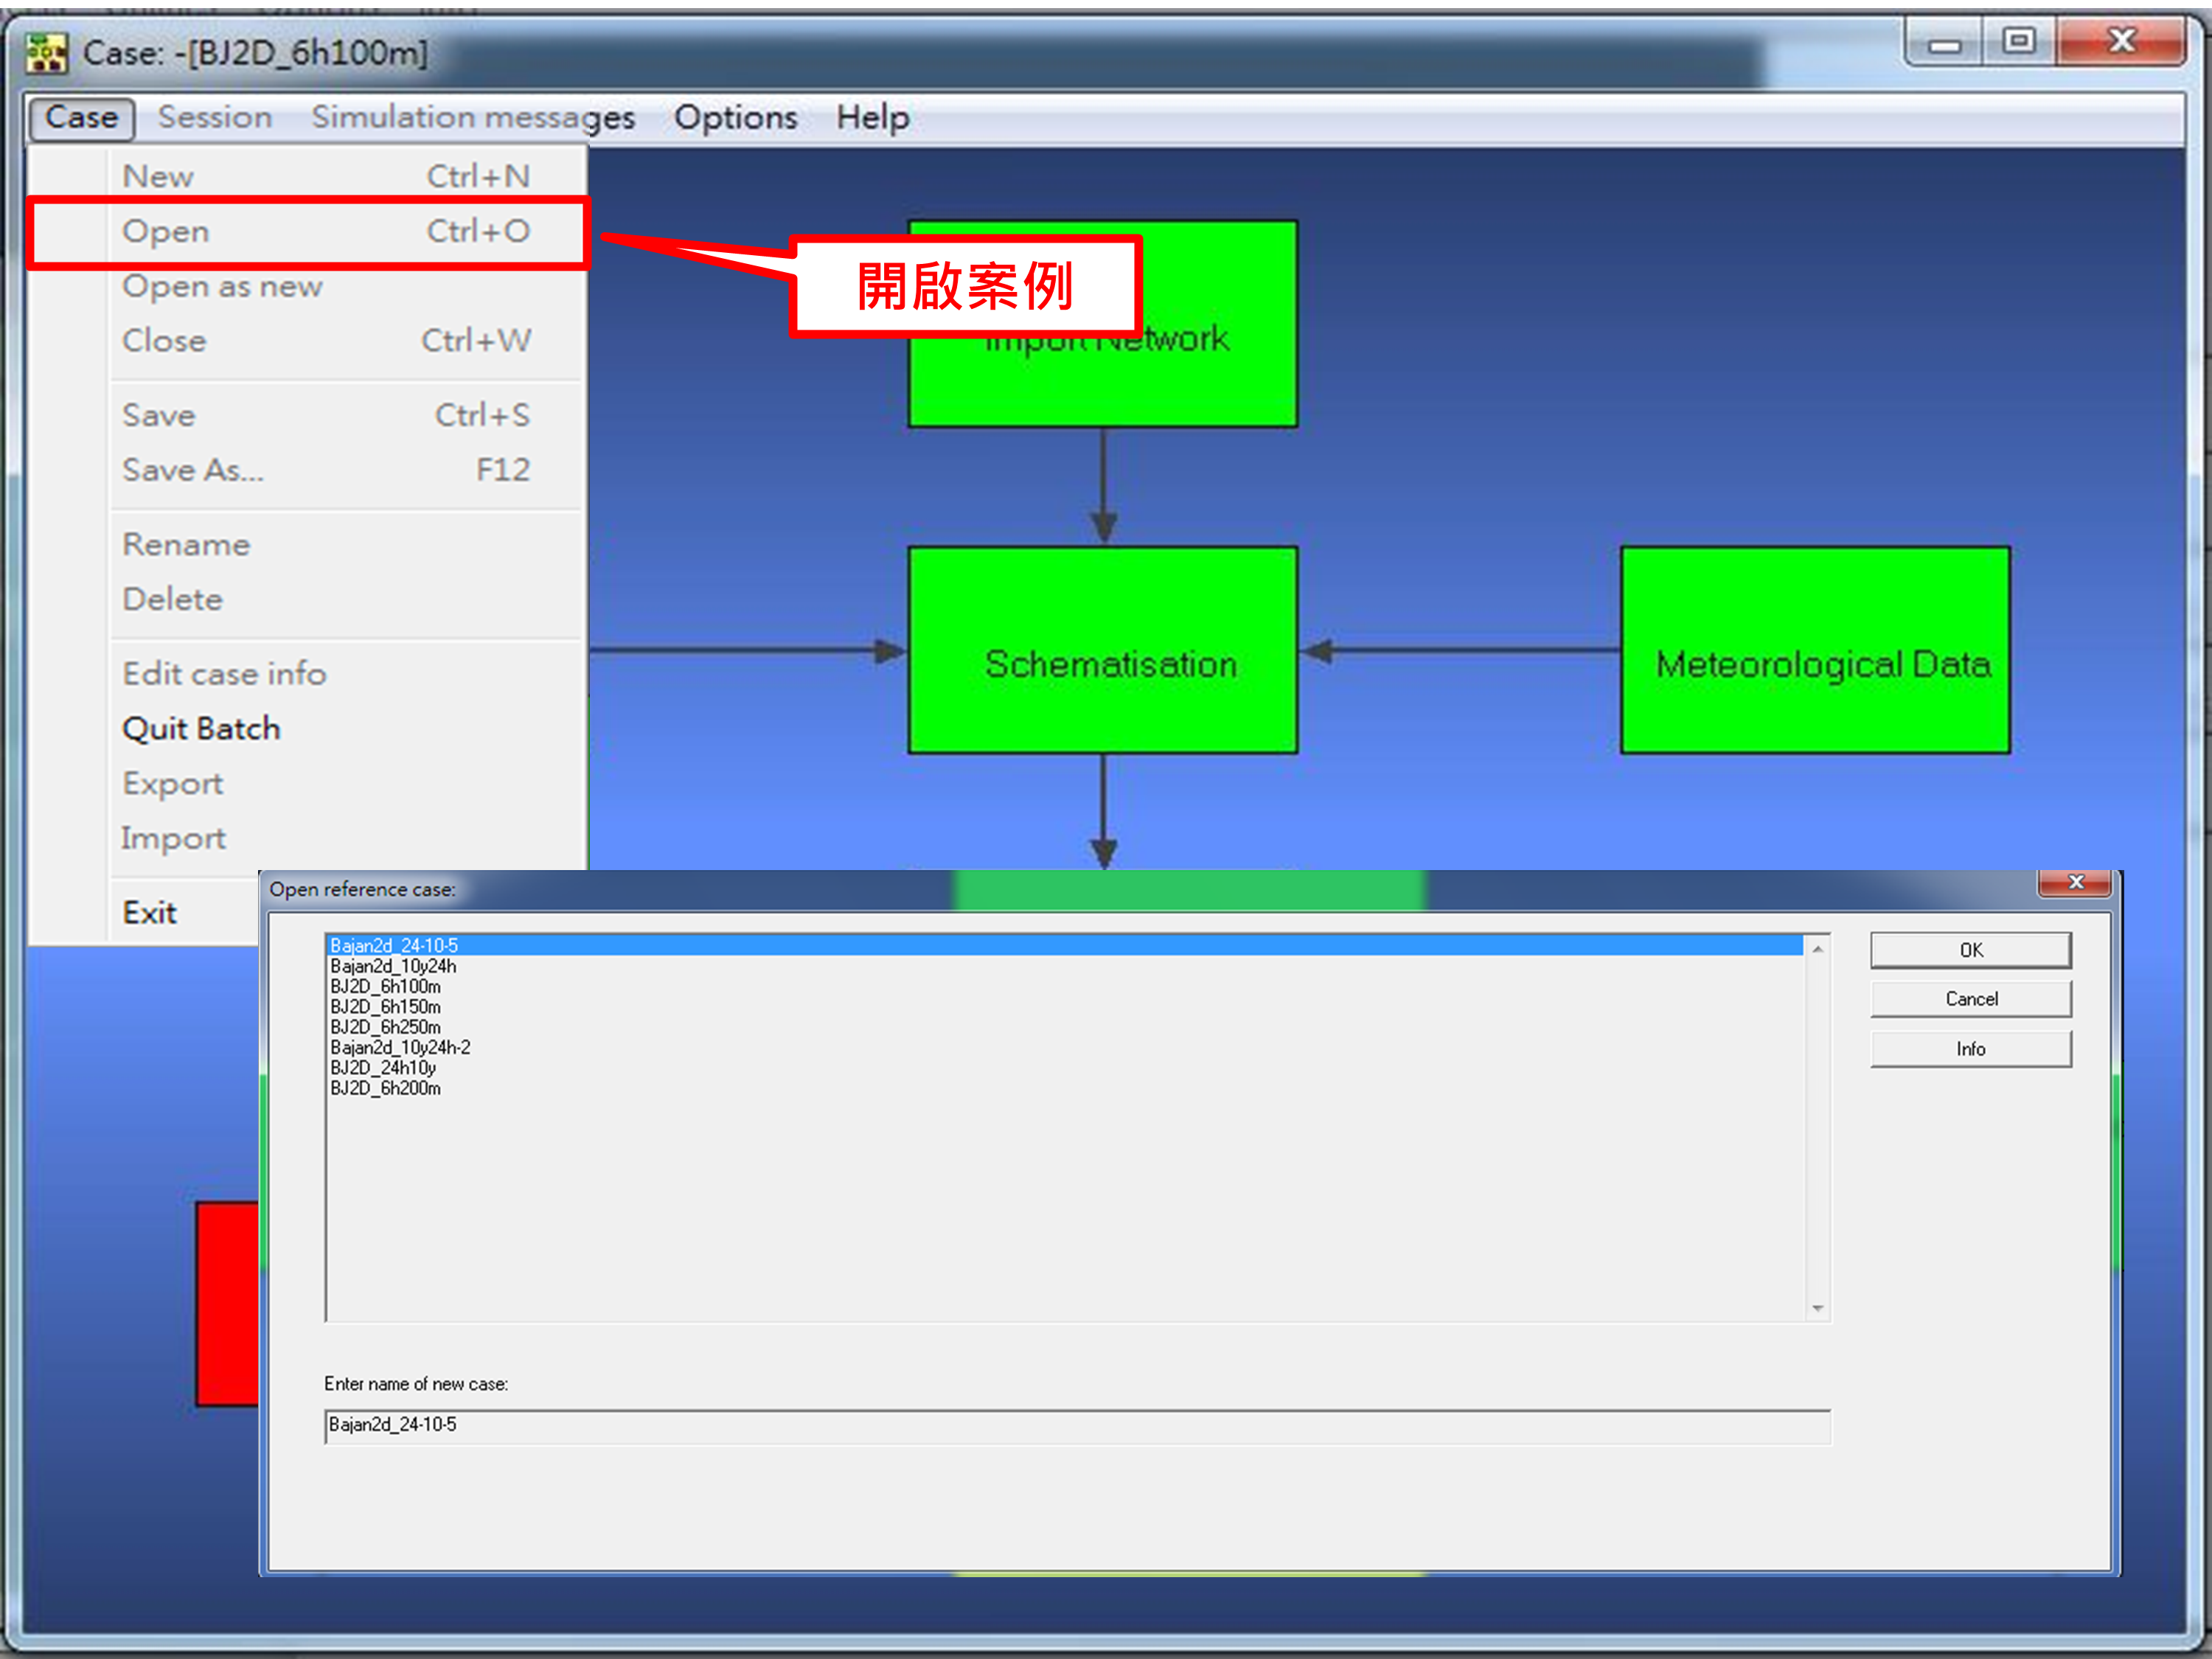 Case: -[BJ2D_6h100m]
Case Session Simulation messages Options Help
New Ctrl+N
Open Ctrl+O
Open as new
Close Ctrl+W
Save Ctrl+S
Save As... F12
Rename
Delete
Edit case info
Quit Batch
Export
Import
Exit
開啟案例
Import Network
Schematisation
Meteorological Data
Open reference case:
Bajan2d_24-10-5
Bajan2d_10y24h
BJ2D_6h100m
BJ2D_6h150m
BJ2D_6h250m
Bajan2d_10y24h-2
BJ2D_24h10y
BJ2D_6h200m
OK
Cancel
Info
Enter name of new case:
Bajan2d_24-10-5